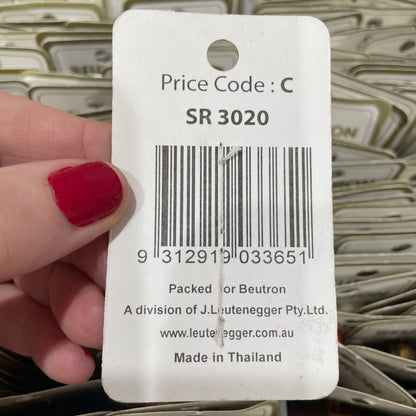 Price Code : C
SR 3020
9 312919 033651
Packed for Beutron
A division of J.Leutenegger Pty.Ltd.
www.leutenegger.com.au
Made in Thailand